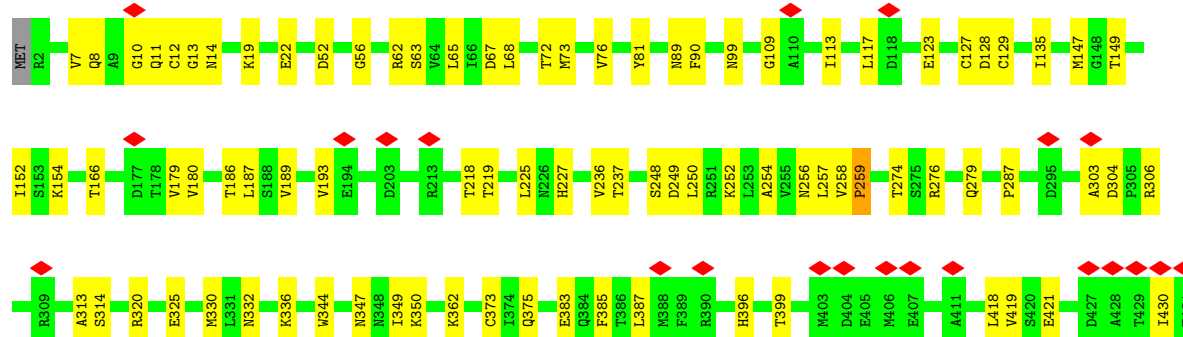 MET R2 V7 Q8 A9 G10 Q11 C12 G13 N14 K19 E22 D52 G56 R62 S63 V64 L65 I66 D67 L68 T72 M73 V76 Y81 N89 F90 N99 G109 A110 I113 L117 D118 E123 C127 D128 C129 I135 M147 G148 T149
I152 S153 K154 T166 D177 T178 V179 V180 T186 L187 S188 V189 V193 E194 D203 R213 T218 T219 L225 N226 H227 V236 T237 S248 D249 L250 R251 K252 L253 A254 V255 N256 L257 V258 P259 T274 S275 R276 Q279 P287 D295 A303 D304 P305 R306
R309 A313 S314 R320 E325 M330 L331 N332 K336 W344 N347 N348 I349 K350 K362 C373 I374 Q375 E383 Q384 F385 T386 L387 M388 F389 R390 H396 T399 M403 D404 E405 M406 E407 A411 L418 V419 S420 E421 D427 A428 T429 I430